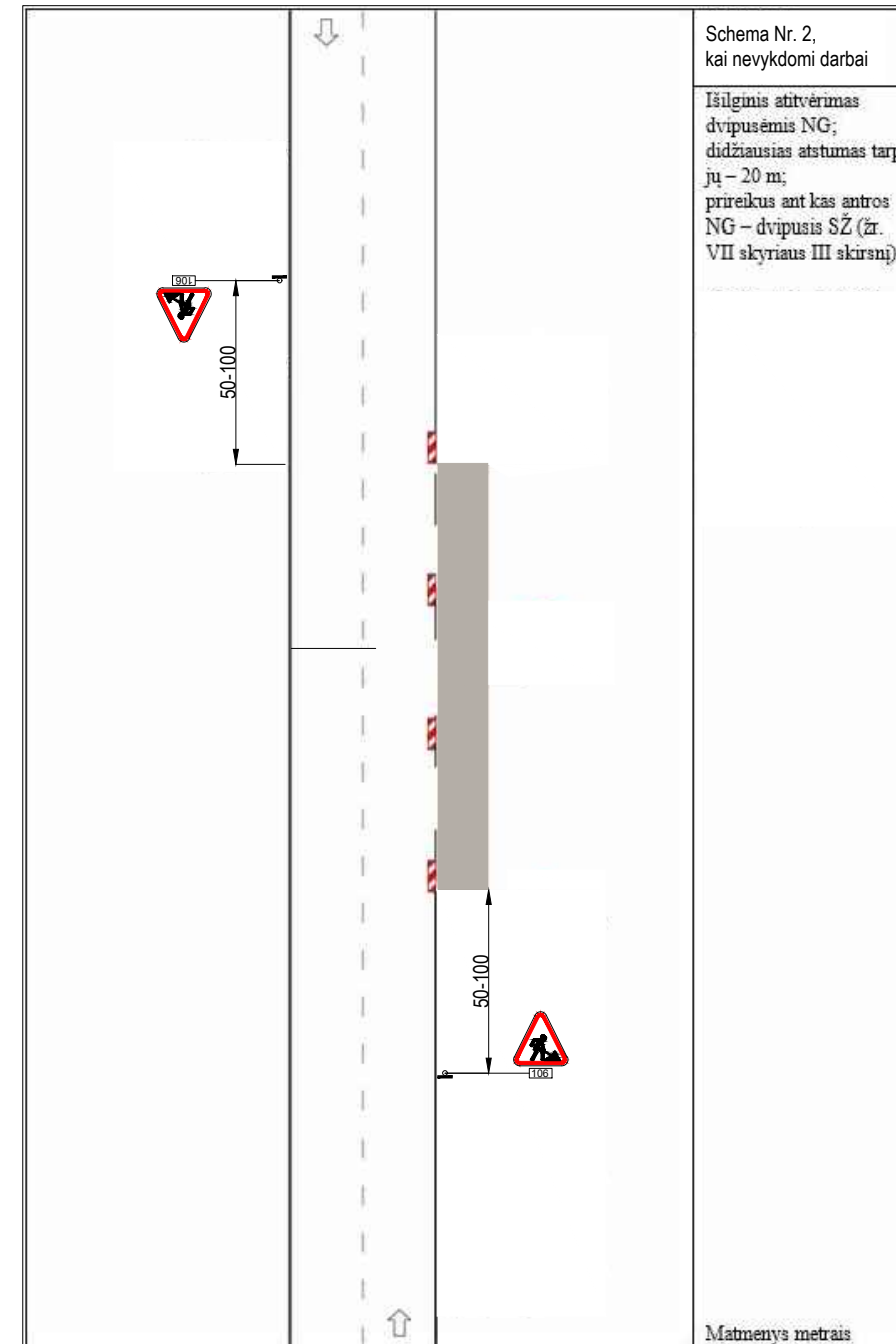 Schema Nr. 2,
kai nevykdomi darbai
Išilginis atitvėrimas
dvipusėmis NG;
didžiausias atstumas tarp
jų – 20 m;
prireikus ant kas antros
NG – dvipusis SŽ (žr.
VII skyriaus III skirsnį)
106
50-100
50-100
106
Matmenys metrais